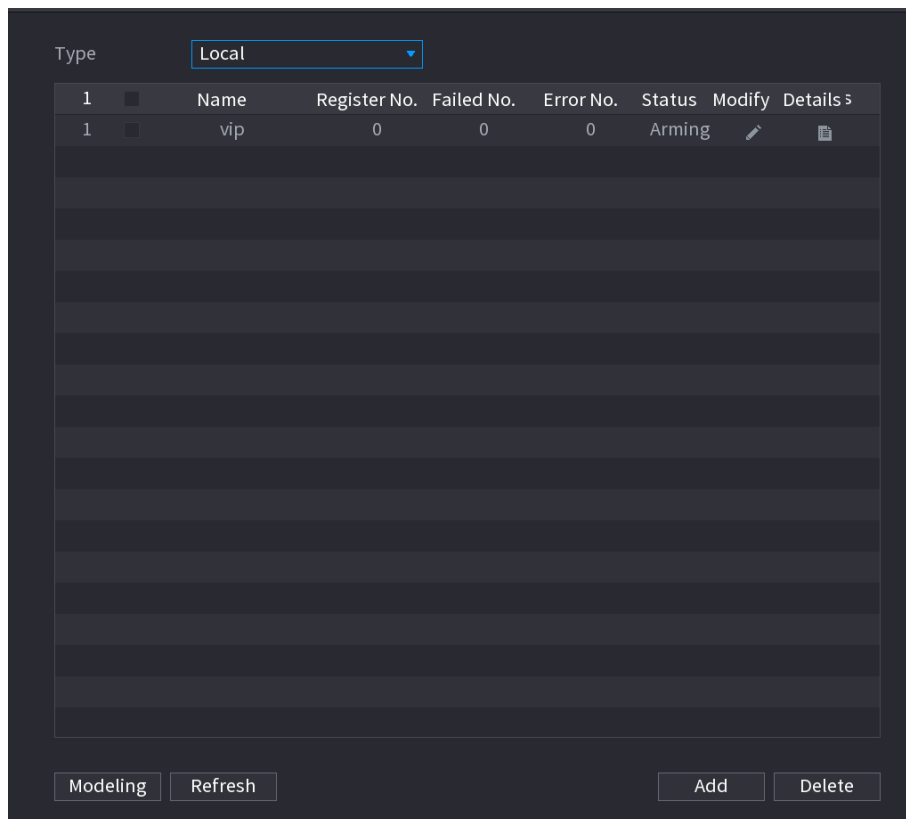 Type Local
1 Name Register No. Failed No. Error No. Status Modify Details s
1 vip 0 0 0 Arming
Modeling Refresh Add Delete